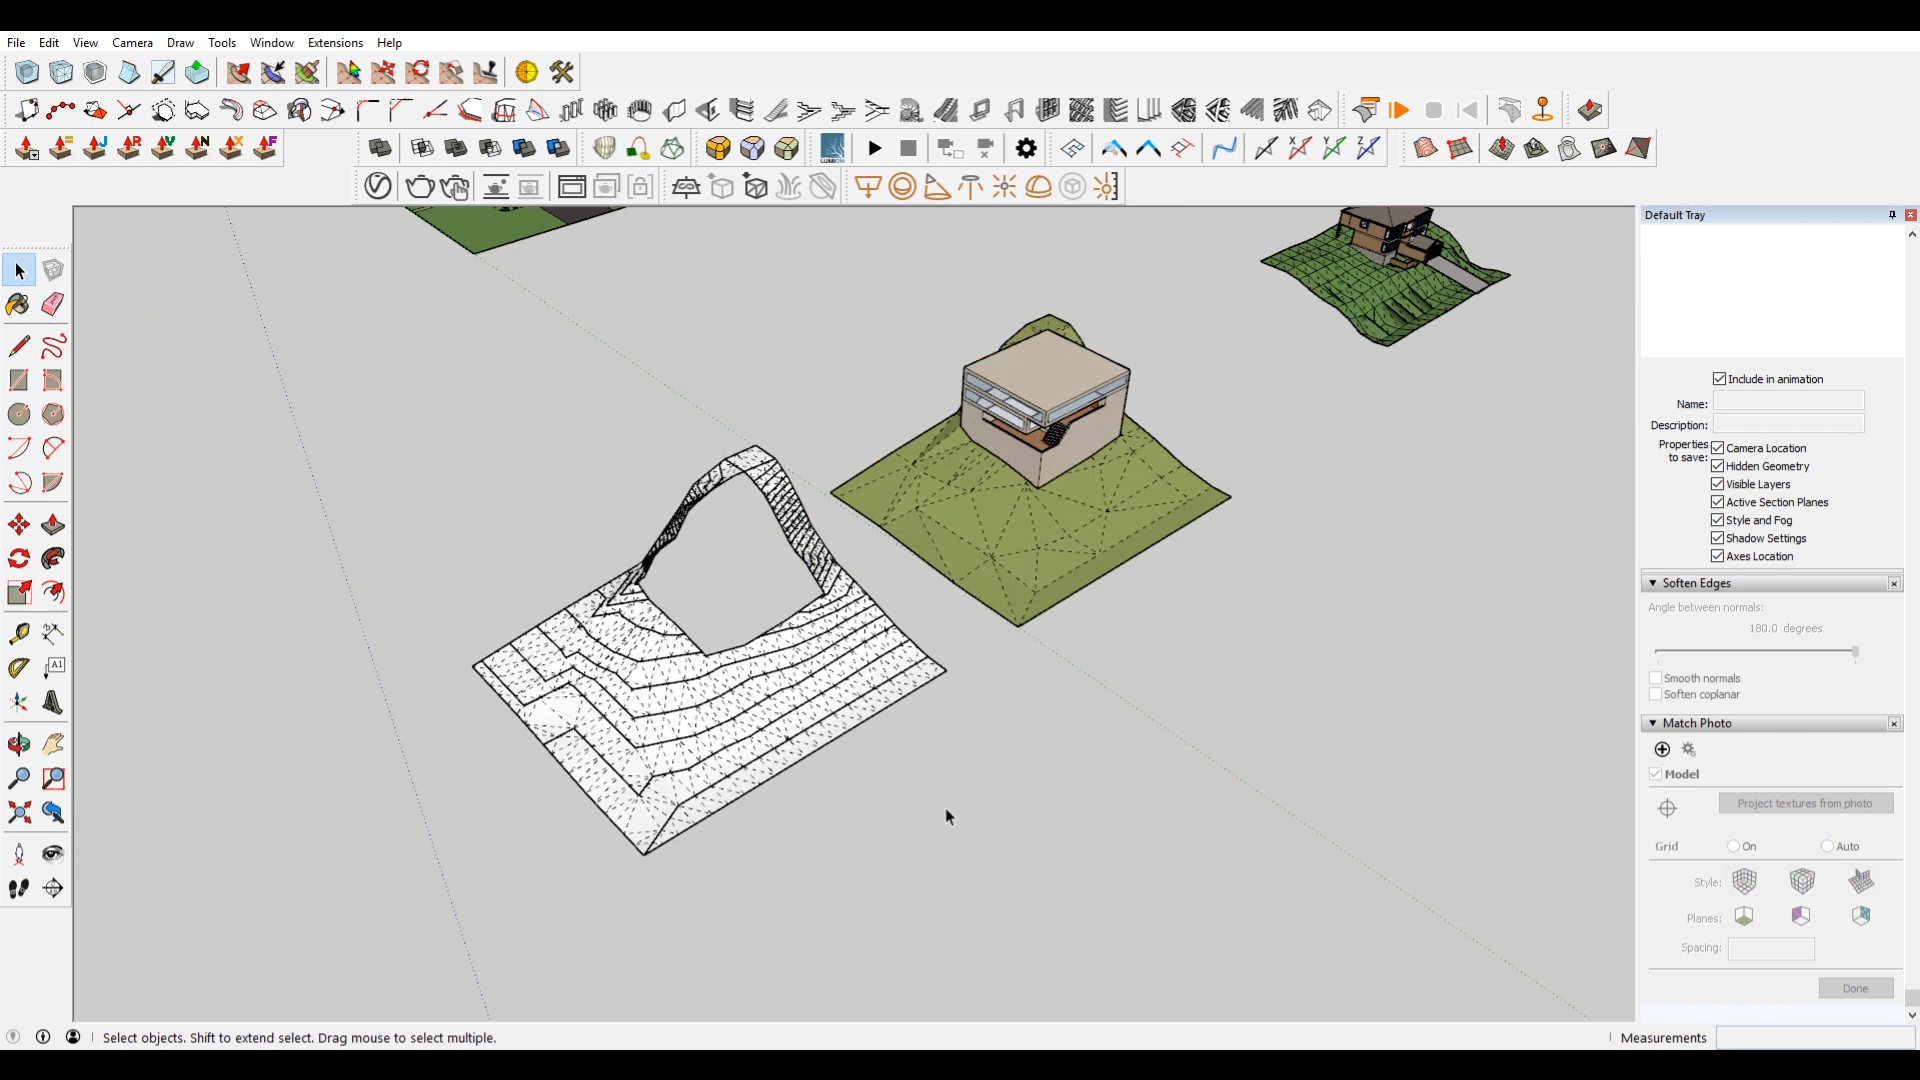 File Edit View Camera Draw Tools Window Extensions Help
J R V N X F
LUMION
X Y Z
Default Tray
Include in animation
Name:
Description:
Properties to save:
Camera Location
Hidden Geometry
Visible Layers
Active Section Planes
Style and Fog
Shadow Settings
Axes Location
Soften Edges
Angle between normals:
180.0 degrees
Smooth normals
Soften coplanar
Match Photo
Model
Project textures from photo
Grid On Auto
Style:
Planes:
Spacing:
Done
A1
Select objects. Shift to extend select. Drag mouse to select multiple.
Measurements